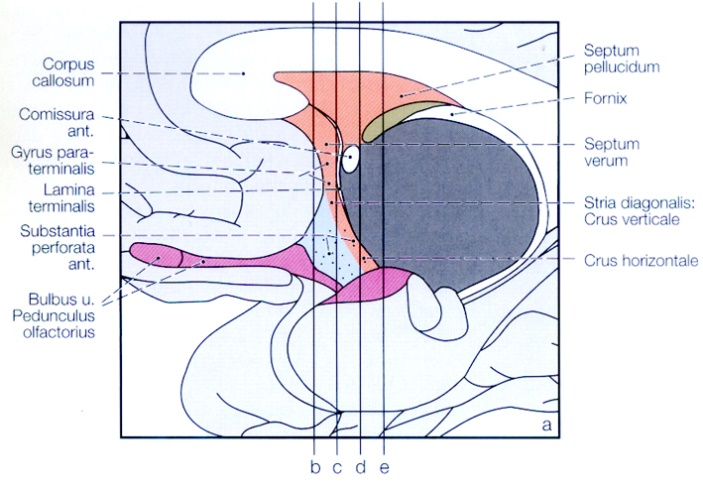 Corpus
callosum
Comissura
ant.
Gyrus para-
terminalis
Lamina
terminalis
Substantia
perforata
ant.
Bulbus u.
Pedunculus
olfactorius
Septum
pellucidum
Fornix
Septum
verum
Stria diagonalis:
Crus verticale
Crus horizontale
a
b c d e